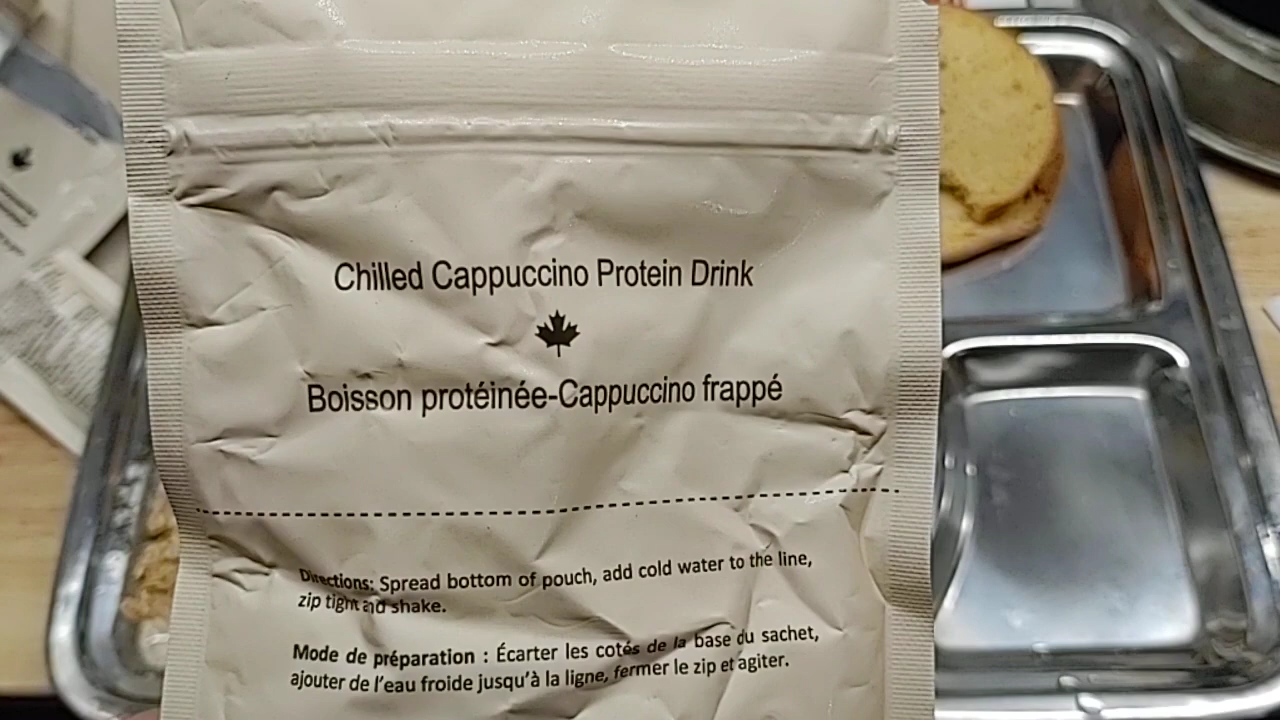 Chilled Cappuccino Protein Drink
Boisson protéinée-Cappuccino frappé
Directions: Spread bottom of pouch, add cold water to the line,
zip tight and shake.
Mode de préparation : Écarter les cotés de la base du sachet,
ajouter de l'eau froide jusqu'à la ligne, fermer le zip et agiter.